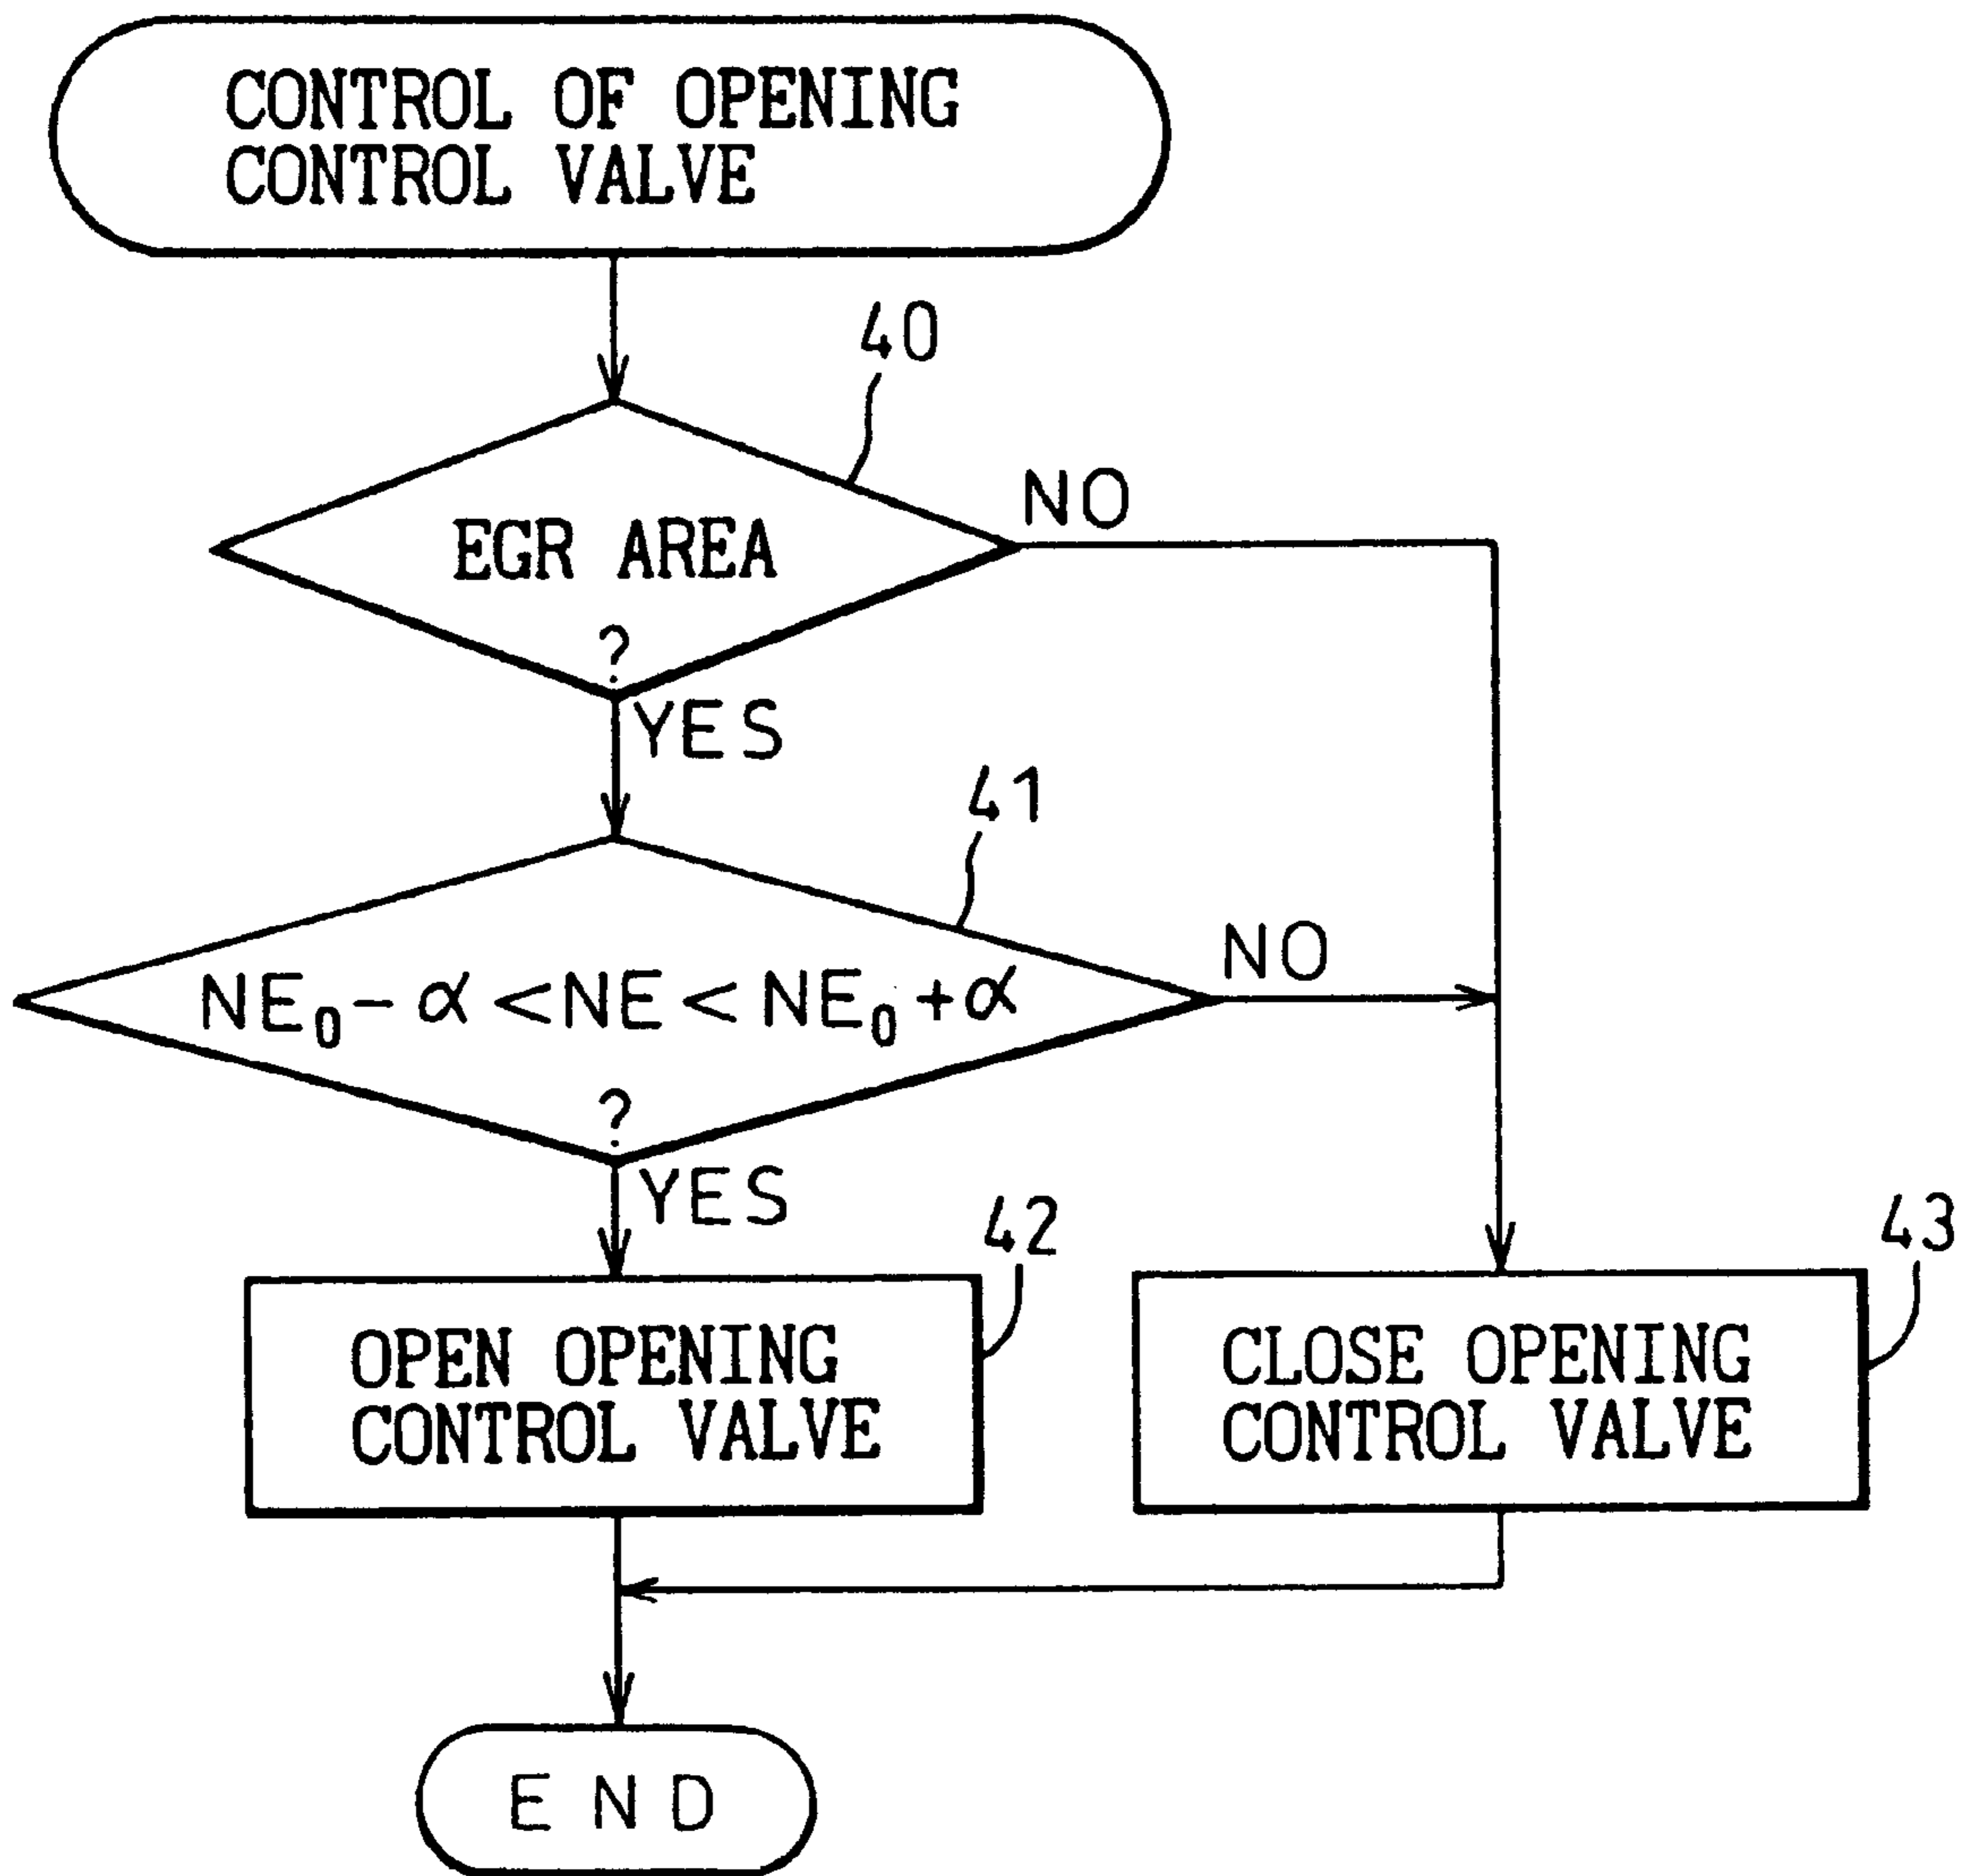 CONTROL OF OPENING
CONTROL VALVE
40
EGR AREA
?
NO
YES
41
NE₀-α<NE<NE₀+α
?
NO
YES
42
OPEN OPENING
CONTROL VALVE
43
CLOSE OPENING
CONTROL VALVE
END